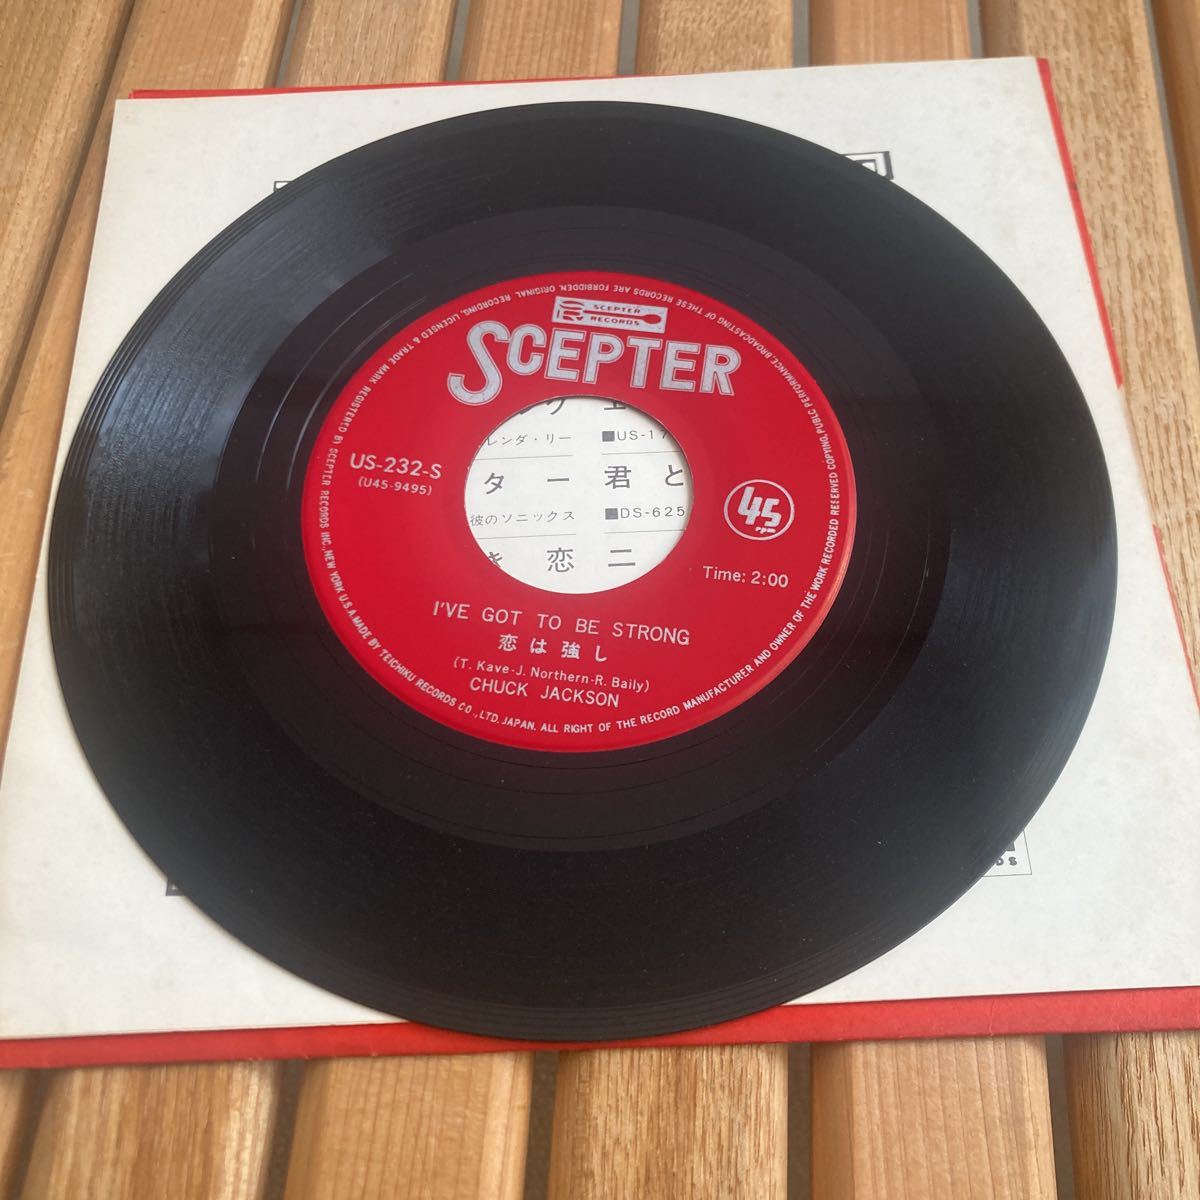 SCEPTER
RECORDS
SCEPTER
US-232-S
(U45-9495)
45
rpm
Time: 2:00
I'VE GOT TO BE STRONG
恋は強し
(T. Kave-J. Northern-R. Baily)
CHUCK JACKSON
TRADE MARK REGISTERED BY SCEPTER RECORDS INC., NEW YORK U.S.A. MADE BY TEICHIKU RECORDS CO., LTD. JAPAN. ALL RIGHT OF THE RECORD MANUFACTURER AND OWNER OF THE WORK RECORDED RESERVED COPYING, PUBLIC PERFORMANCE, BROADCASTING OF THESE RECORDS ARE FORBIDDEN. ORIGINAL RECORDING, LICENSED &
レンダ・リー ■US-17
ター君と
彼のソニックス ■DS-625
恋二
DS